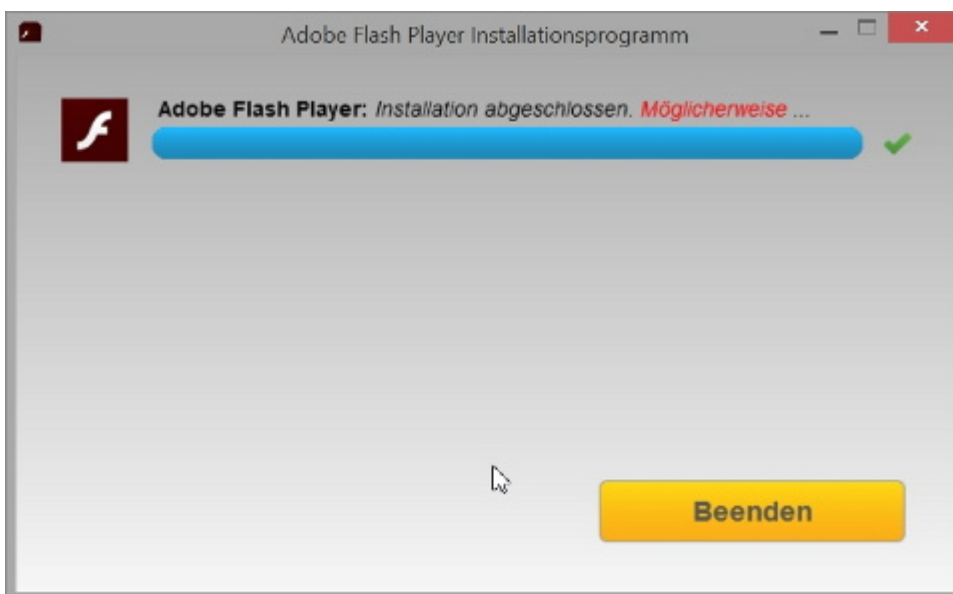 Adobe Flash Player Installationsprogramm
Adobe Flash Player: Installation abgeschlossen. Möglicherweise ...
Beenden